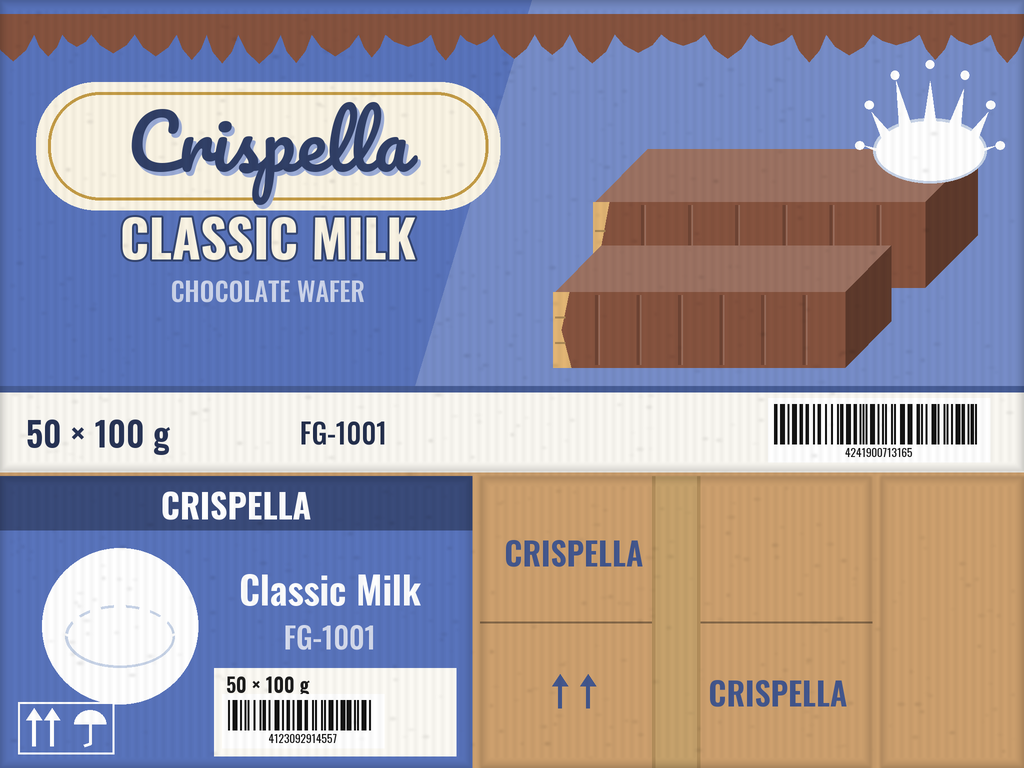 Crispella
CLASSIC MILK
CHOCOLATE WAFER
50 × 100 g
FG-1001
4241900713165
CRISPELLA
Classic Milk
FG-1001
50 × 100 g
4123092914557
CRISPELLA
CRISPELLA